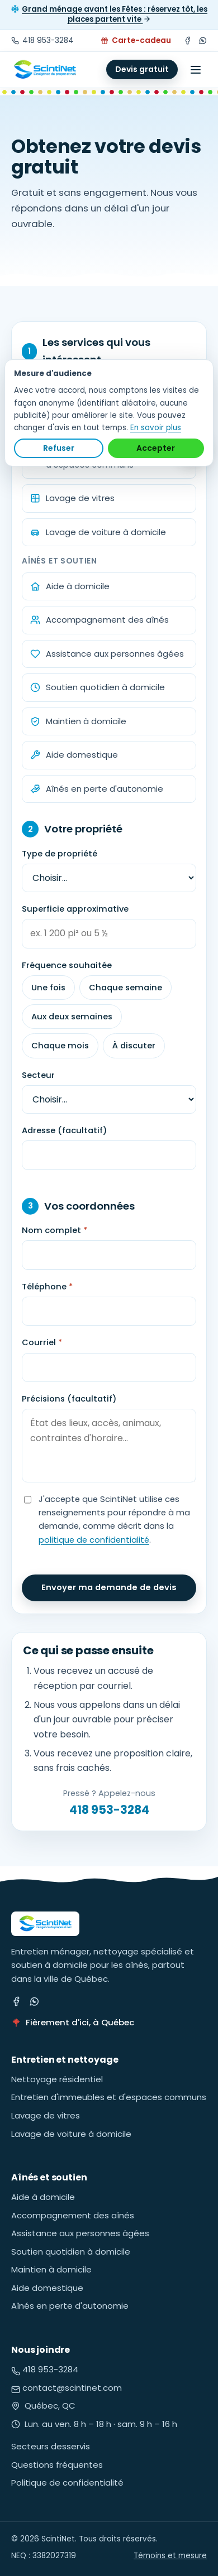 Grand ménage avant les Fêtes : réservez tôt, les
places partent vite →
418 953-3284
Carte-cadeau
ScintiNet
Devis gratuit
Obtenez votre devis
gratuit
Gratuit et sans engagement. Nous vous
répondons dans un délai d'un jour
ouvrable.
1
Les services qui vous
Mesure d'audience
Avec votre accord, nous comptons les visites de
façon anonyme (identifiant aléatoire, aucune
publicité) pour améliorer le site. Vous pouvez
changer d'avis en tout temps. En savoir plus
Refuser
Accepter
Lavage de vitres
Lavage de voiture à domicile
AÎNÉS ET SOUTIEN
Aide à domicile
Accompagnement des aînés
Assistance aux personnes âgées
Soutien quotidien à domicile
Maintien à domicile
Aide domestique
Aînés en perte d'autonomie
2
Votre propriété
Type de propriété
Choisir...
Superficie approximative
ex. 1 200 pi² ou 5 ½
Fréquence souhaitée
Une fois
Chaque semaine
Aux deux semaines
Chaque mois
À discuter
Secteur
Choisir...
Adresse (facultatif)
3
Vos coordonnées
Nom complet *
Téléphone *
Courriel *
Précisions (facultatif)
État des lieux, accès, animaux,
contraintes d'horaire...
J'accepte que ScintiNet utilise ces
renseignements pour répondre à ma
demande, comme décrit dans la
politique de confidentialité.
Envoyer ma demande de devis
Ce qui se passe ensuite
1. Vous recevez un accusé de
réception par courriel.
2. Nous vous appelons dans un délai
d'un jour ouvrable pour préciser
votre besoin.
3. Vous recevez une proposition claire,
sans frais cachés.
Pressé ? Appelez-nous
418 953-3284
ScintiNet
Entretien ménager, nettoyage spécialisé et
soutien à domicile pour les aînés, partout
dans la ville de Québec.
Fièrement d'ici, à Québec
Entretien et nettoyage
Nettoyage résidentiel
Entretien d'immeubles et d'espaces communs
Lavage de vitres
Lavage de voiture à domicile
Aînés et soutien
Aide à domicile
Accompagnement des aînés
Assistance aux personnes âgées
Soutien quotidien à domicile
Maintien à domicile
Aide domestique
Aînés en perte d'autonomie
Nous joindre
418 953-3284
contact@scintinet.com
Québec, QC
Lun. au ven. 8 h – 18 h · sam. 9 h – 16 h
Secteurs desservis
Questions fréquentes
Politique de confidentialité
© 2026 ScintiNet. Tous droits réservés.
NEQ : 3382027319
Témoins et mesure